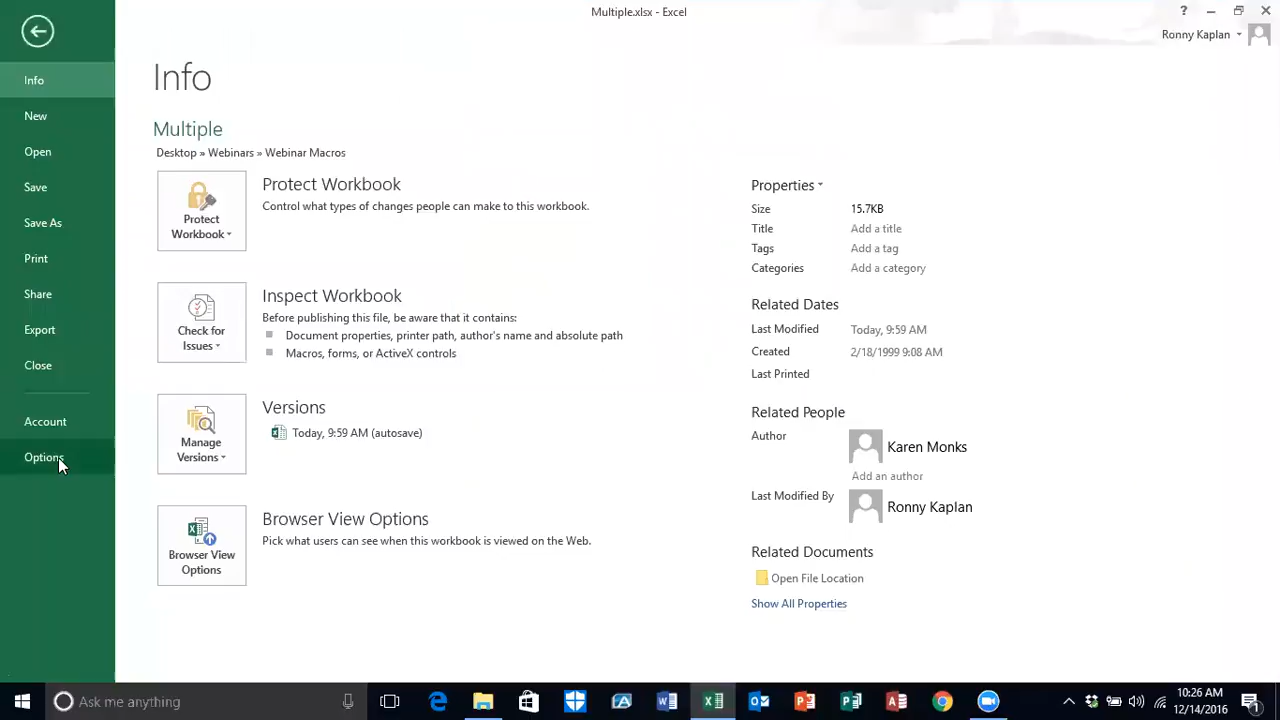 Multiple.xlsx - Excel
?
Ronny Kaplan
Info
New
Open
Save
Save As
Print
Share
Export
Close
Account
Options
Info
Multiple
Desktop » Webinars » Webinar Macros
Protect
Workbook
Protect Workbook
Control what types of changes people can make to this workbook.
Check for
Issues
Inspect Workbook
Before publishing this file, be aware that it contains:
Document properties, printer path, author's name and absolute path
Macros, forms, or ActiveX controls
Manage
Versions
Versions
Today, 9:59 AM (autosave)
Browser View
Options
Browser View Options
Pick what users can see when this workbook is viewed on the Web.
Properties
Size 15.7KB
Title Add a title
Tags Add a tag
Categories Add a category
Related Dates
Last Modified Today, 9:59 AM
Created 2/18/1999 9:08 AM
Last Printed
Related People
Author Karen Monks
Add an author
Last Modified By Ronny Kaplan
Related Documents
Open File Location
Show All Properties
Ask me anything
10:26 AM
12/14/2016
1